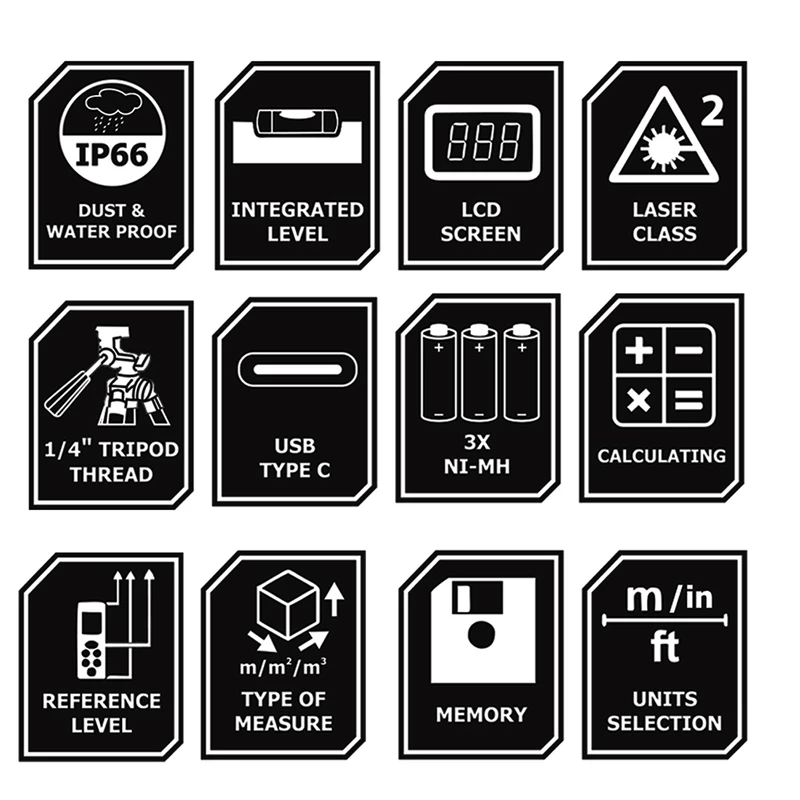 IP66
DUST &
WATER PROOF
INTEGRATED
LEVEL
888
LCD
SCREEN
2
LASER
CLASS
1/4" TRIPOD
THREAD
USB
TYPE C
+ + +
- - -
3X
NI-MH
+ -
× =
CALCULATING
REFERENCE
LEVEL
m/m²/m³
TYPE OF
MEASURE
MEMORY
m/in
ft
UNITS
SELECTION